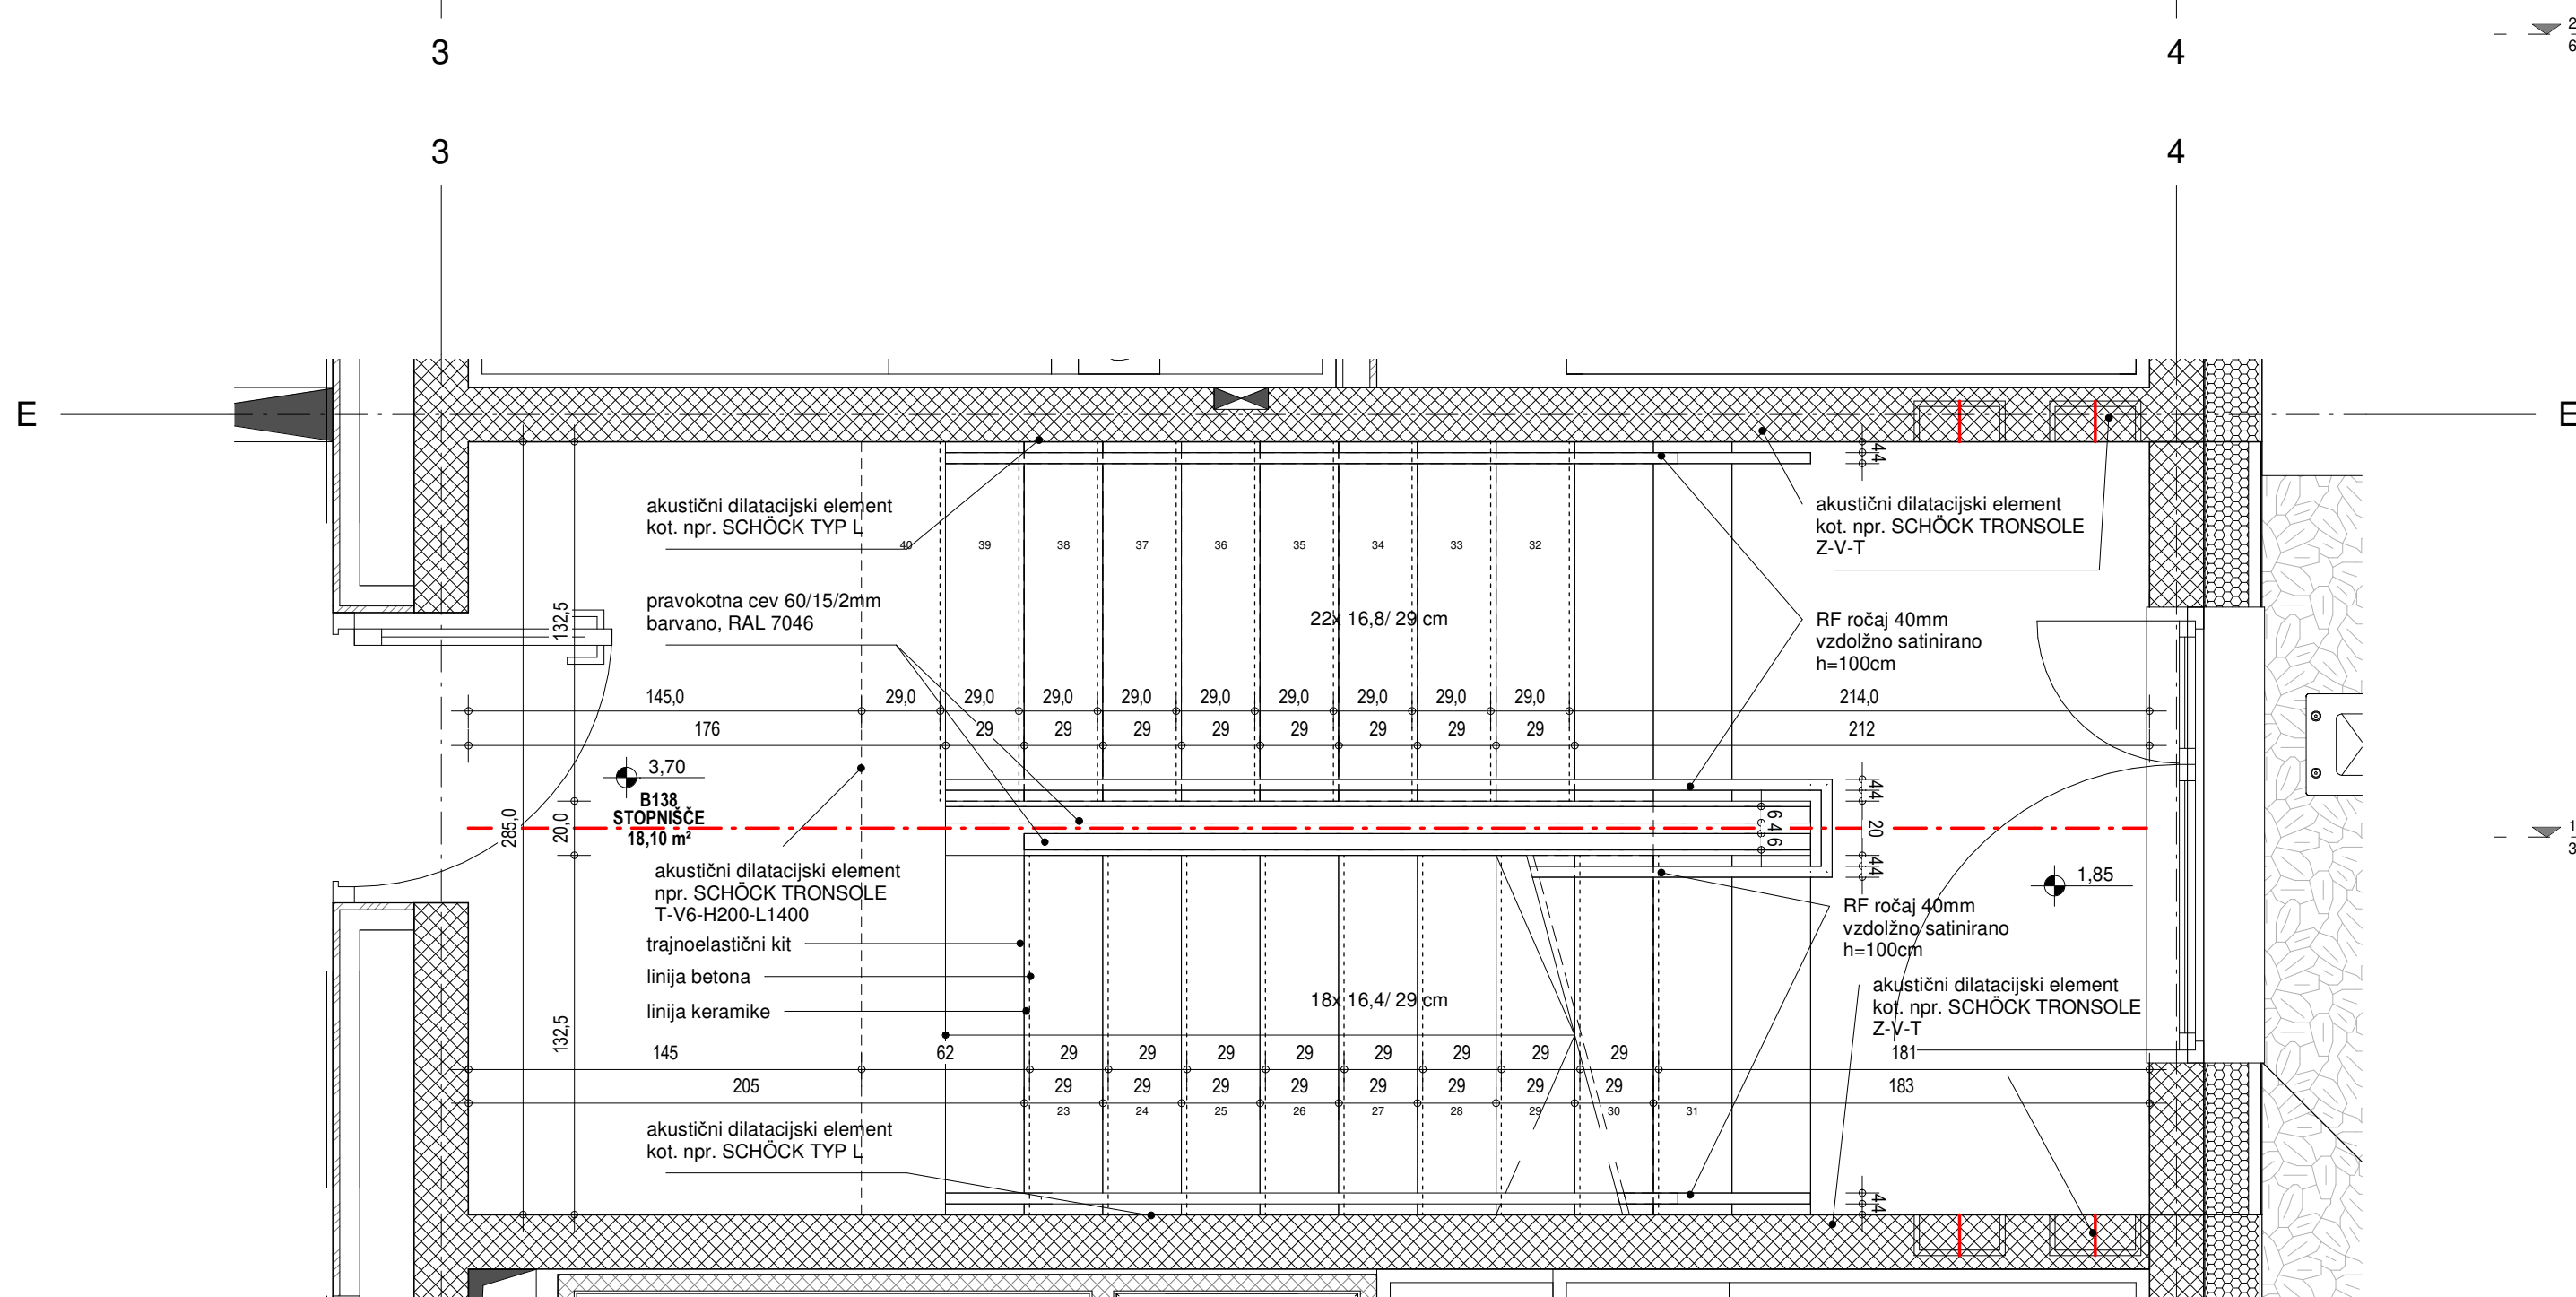 3
4
2
6
3
4
E
E
akustični dilatacijski element
kot. npr. SCHÖCK TYP L
44
akustični dilatacijski element
kot. npr. SCHÖCK TRONSOLE
Z-V-T
40
39
38
37
36
35
34
33
32
pravokotna cev 60/15/2mm
barvano, RAL 7046
132,5
22x 16,8/ 29 cm
RF ročaj 40mm
vzdolžno satinirano
h=100cm
145,0
29,0
29,0
29,0
29,0
29,0
29,0
29,0
29,0
29,0
214,0
176
29
29
29
29
29
29
29
29
212
3,70
B138
STOPNIŠČE
18,10 m²
285,0
20,0
44
6 4 6
20
44
1
3
akustični dilatacijski element
npr. SCHÖCK TRONSOLE
T-V6-H200-L1400
1,85
RF ročaj 40mm
vzdolžno satinirano
h=100cm
trajnoelastični kit
linija betona
linija keramike
18x 16,4/ 29 cm
akustični dilatacijski element
kot. npr. SCHÖCK TRONSOLE
Z-V-T
132,5
145
62
29
29
29
29
29
29
29
29
181
205
29
29
29
29
29
29
29
29
183
23
24
25
26
27
28
29
30
31
akustični dilatacijski element
kot. npr. SCHÖCK TYP L
44